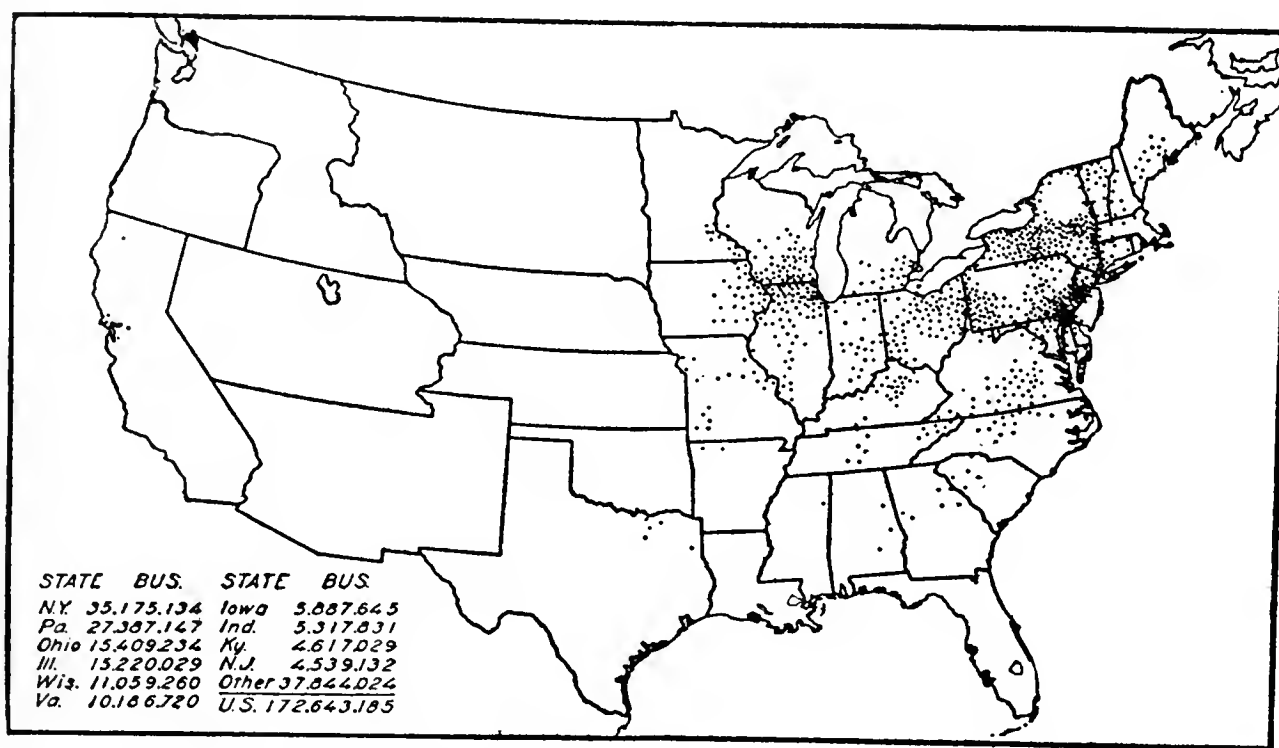 STATE BUS. STATE BUS.
N.Y. 35.175.134 Iowa 5.887.645
Pa. 27.387.147 Ind. 5.317.831
Ohio 15.409.234 Ky. 4.617.029
Ill. 15.220.029 N.J. 4.539.132
Wis. 11.059.260 Other 37.844.024
Va. 10.186.720 U.S. 172.643.185